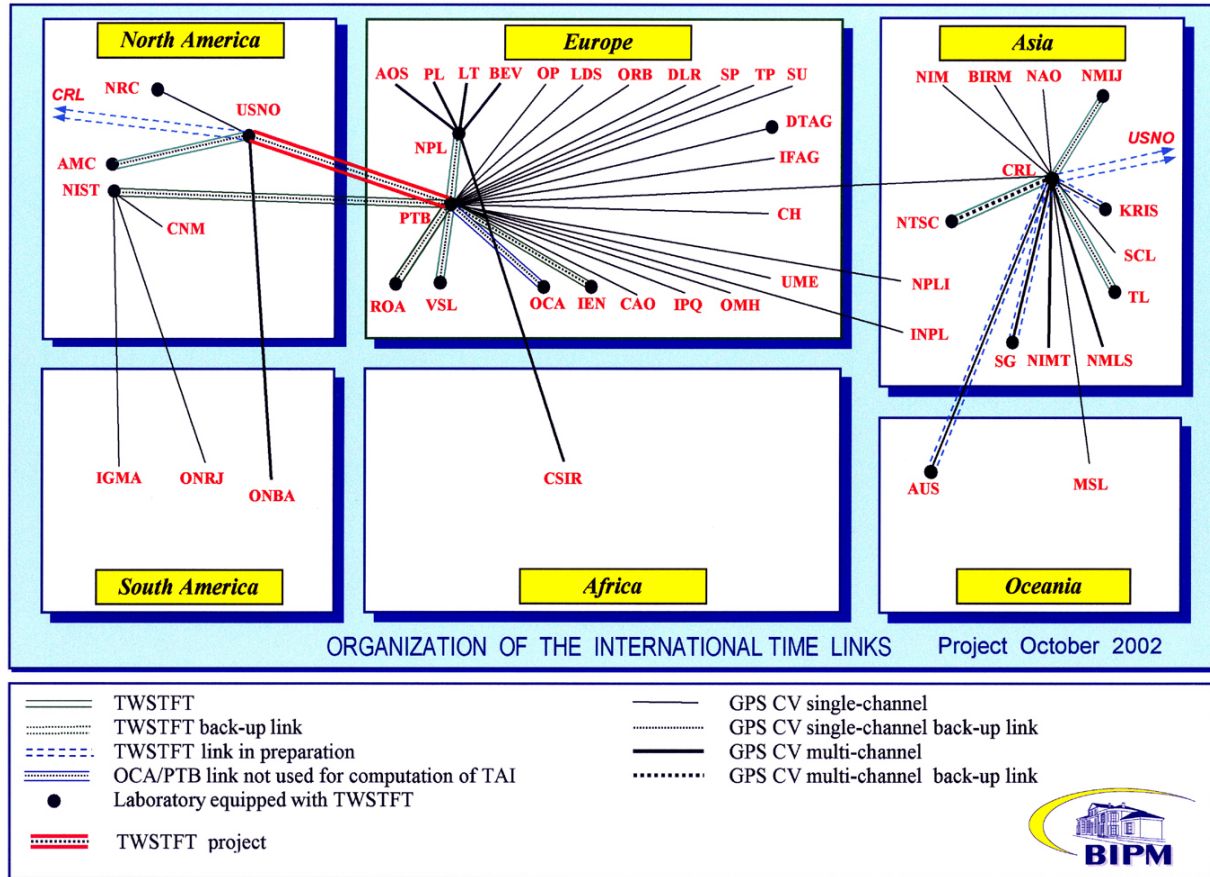 North America
NRC
CRL
USNO
AMC
NIST
CNM
Europe
AOS PL LT BEV OP LDS ORB DLR SP TP SU
DTAG
NPL
IFAG
PTB
CH
UME
ROA VSL OCA IEN CAO IPQ OMH
Asia
NIM BIRM NAO NMIJ
USNO
CRL
KRIS
NTSC
SCL
NPLI
TL
INPL
SG NIMT NMLS
IGMA ONRJ ONBA
South America
CSIR
Africa
AUS MSL
Oceania
ORGANIZATION OF THE INTERNATIONAL TIME LINKS Project October 2002
TWSTFT
TWSTFT back-up link
TWSTFT link in preparation
OCA/PTB link not used for computation of TAI
Laboratory equipped with TWSTFT
TWSTFT project
GPS CV single-channel
GPS CV single-channel back-up link
GPS CV multi-channel
GPS CV multi-channel back-up link
BIPM